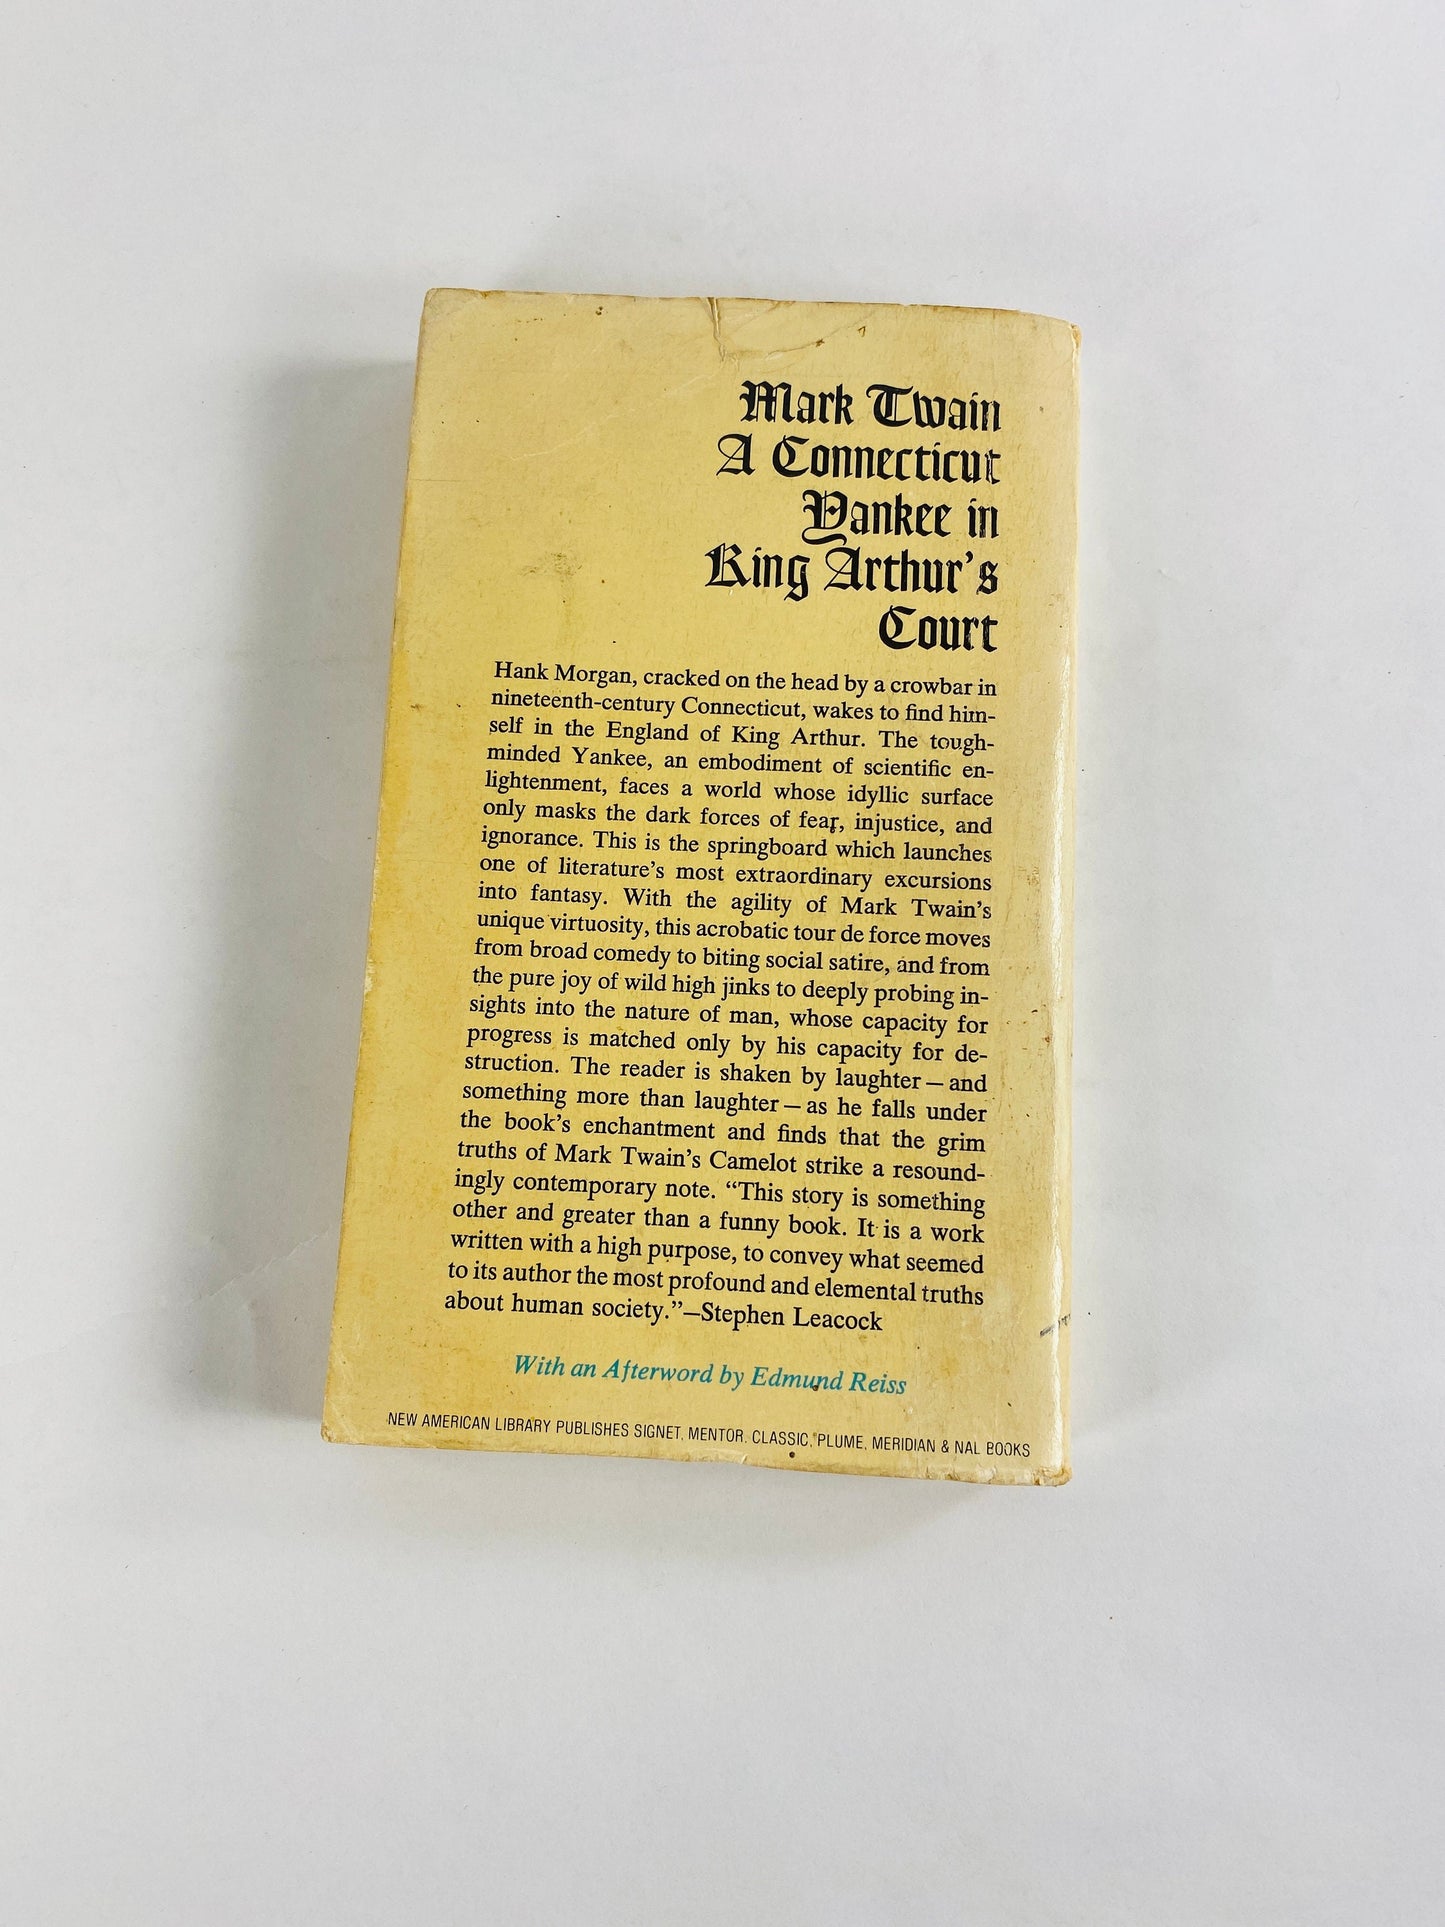 Mark Twain
A Connecticut
Yankee in
King Arthur's
Court
Hank Morgan, cracked on the head by a crowbar in
nineteenth-century Connecticut, wakes to find him-
self in the England of King Arthur. The tough-
minded Yankee, an embodiment of scientific en-
lightenment, faces a world whose idyllic surface
only masks the dark forces of fear, injustice, and
ignorance. This is the springboard which launches
one of literature's most extraordinary excursions
into fantasy. With the agility of Mark Twain's
unique virtuosity, this acrobatic tour de force moves
from broad comedy to biting social satire, and from
the pure joy of wild high jinks to deeply probing in-
sights into the nature of man, whose capacity for
progress is matched only by his capacity for de-
struction. The reader is shaken by laughter—and
something more than laughter—as he falls under
the book's enchantment and finds that the grim
truths of Mark Twain's Camelot strike a resound-
ingly contemporary note. “This story is something
other and greater than a funny book. It is a work
written with a high purpose, to convey what seemed
to its author the most profound and elemental truths
about human society.”—Stephen Leacock
With an Afterword by Edmund Reiss
NEW AMERICAN LIBRARY PUBLISHES SIGNET, MENTOR, CLASSIC, PLUME, MERIDIAN & NAL BOOKS